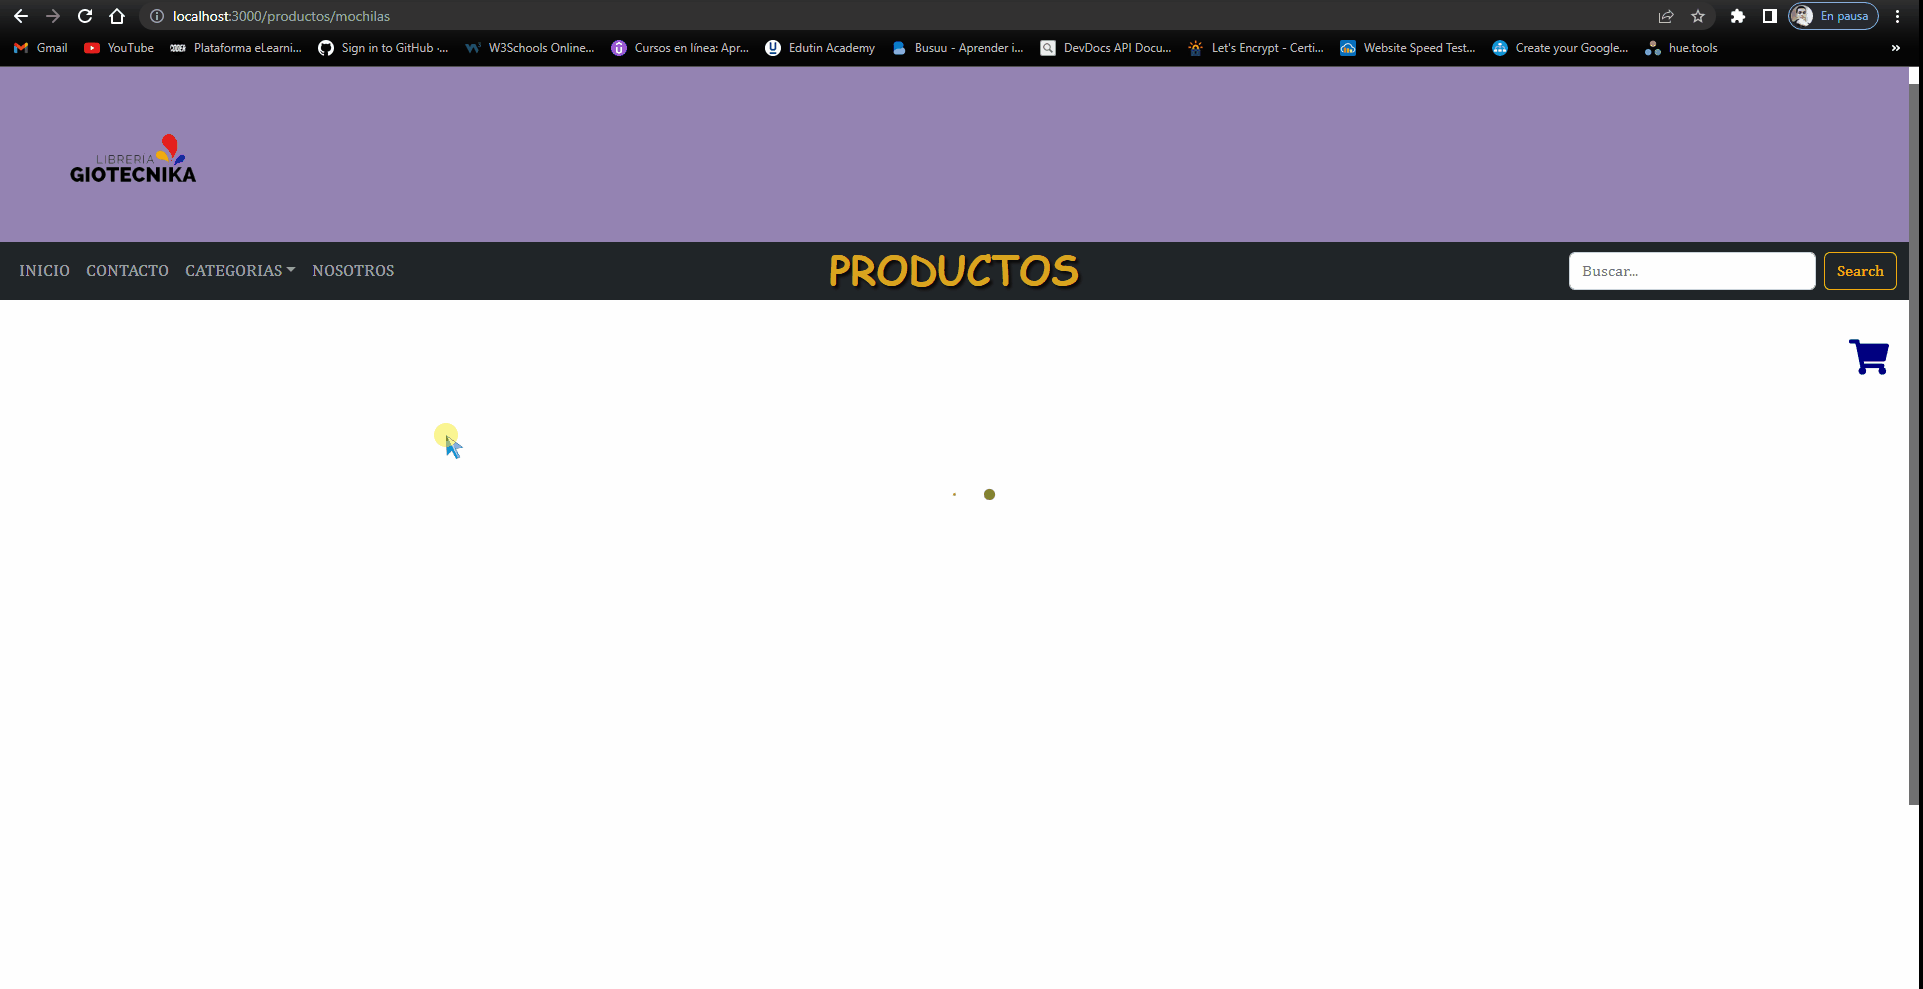 localhost:3000/productos/mochilas
En pausa
Gmail YouTube Plataforma eLearni... Sign in to GitHub ·... W3Schools Online... Cursos en línea: Apr... Edutin Academy Busuu - Aprender i... DevDocs API Docu... Let's Encrypt - Certi... Website Speed Test... Create your Google... hue.tools »
LIBRERIA
GIOTECNIKA
INICIO CONTACTO CATEGORIAS NOSOTROS PRODUCTOS Buscar... Search